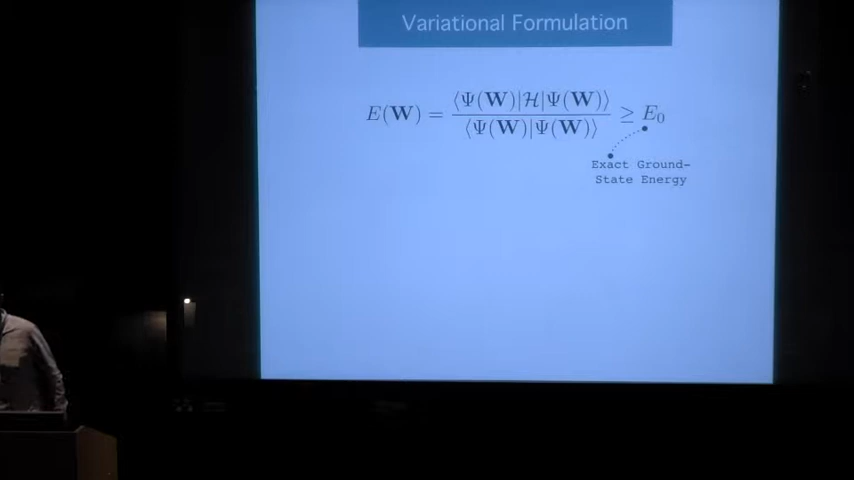 Variational Formulation
E(W) = ⟨Ψ(W)|ℋ|Ψ(W)⟩ / ⟨Ψ(W)|Ψ(W)⟩ ≥ E₀
Exact Ground-
State Energy